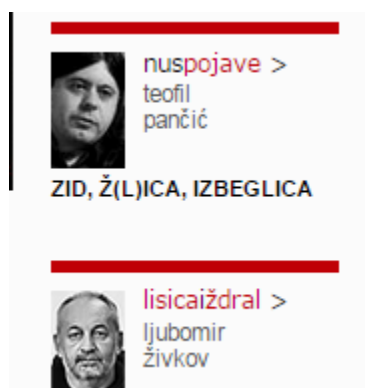 nuspojave >
teofil
pančić
ZID, Ž(L)ICA, IZBEGLICA
lisicaiždral >
ljubomir
živkov